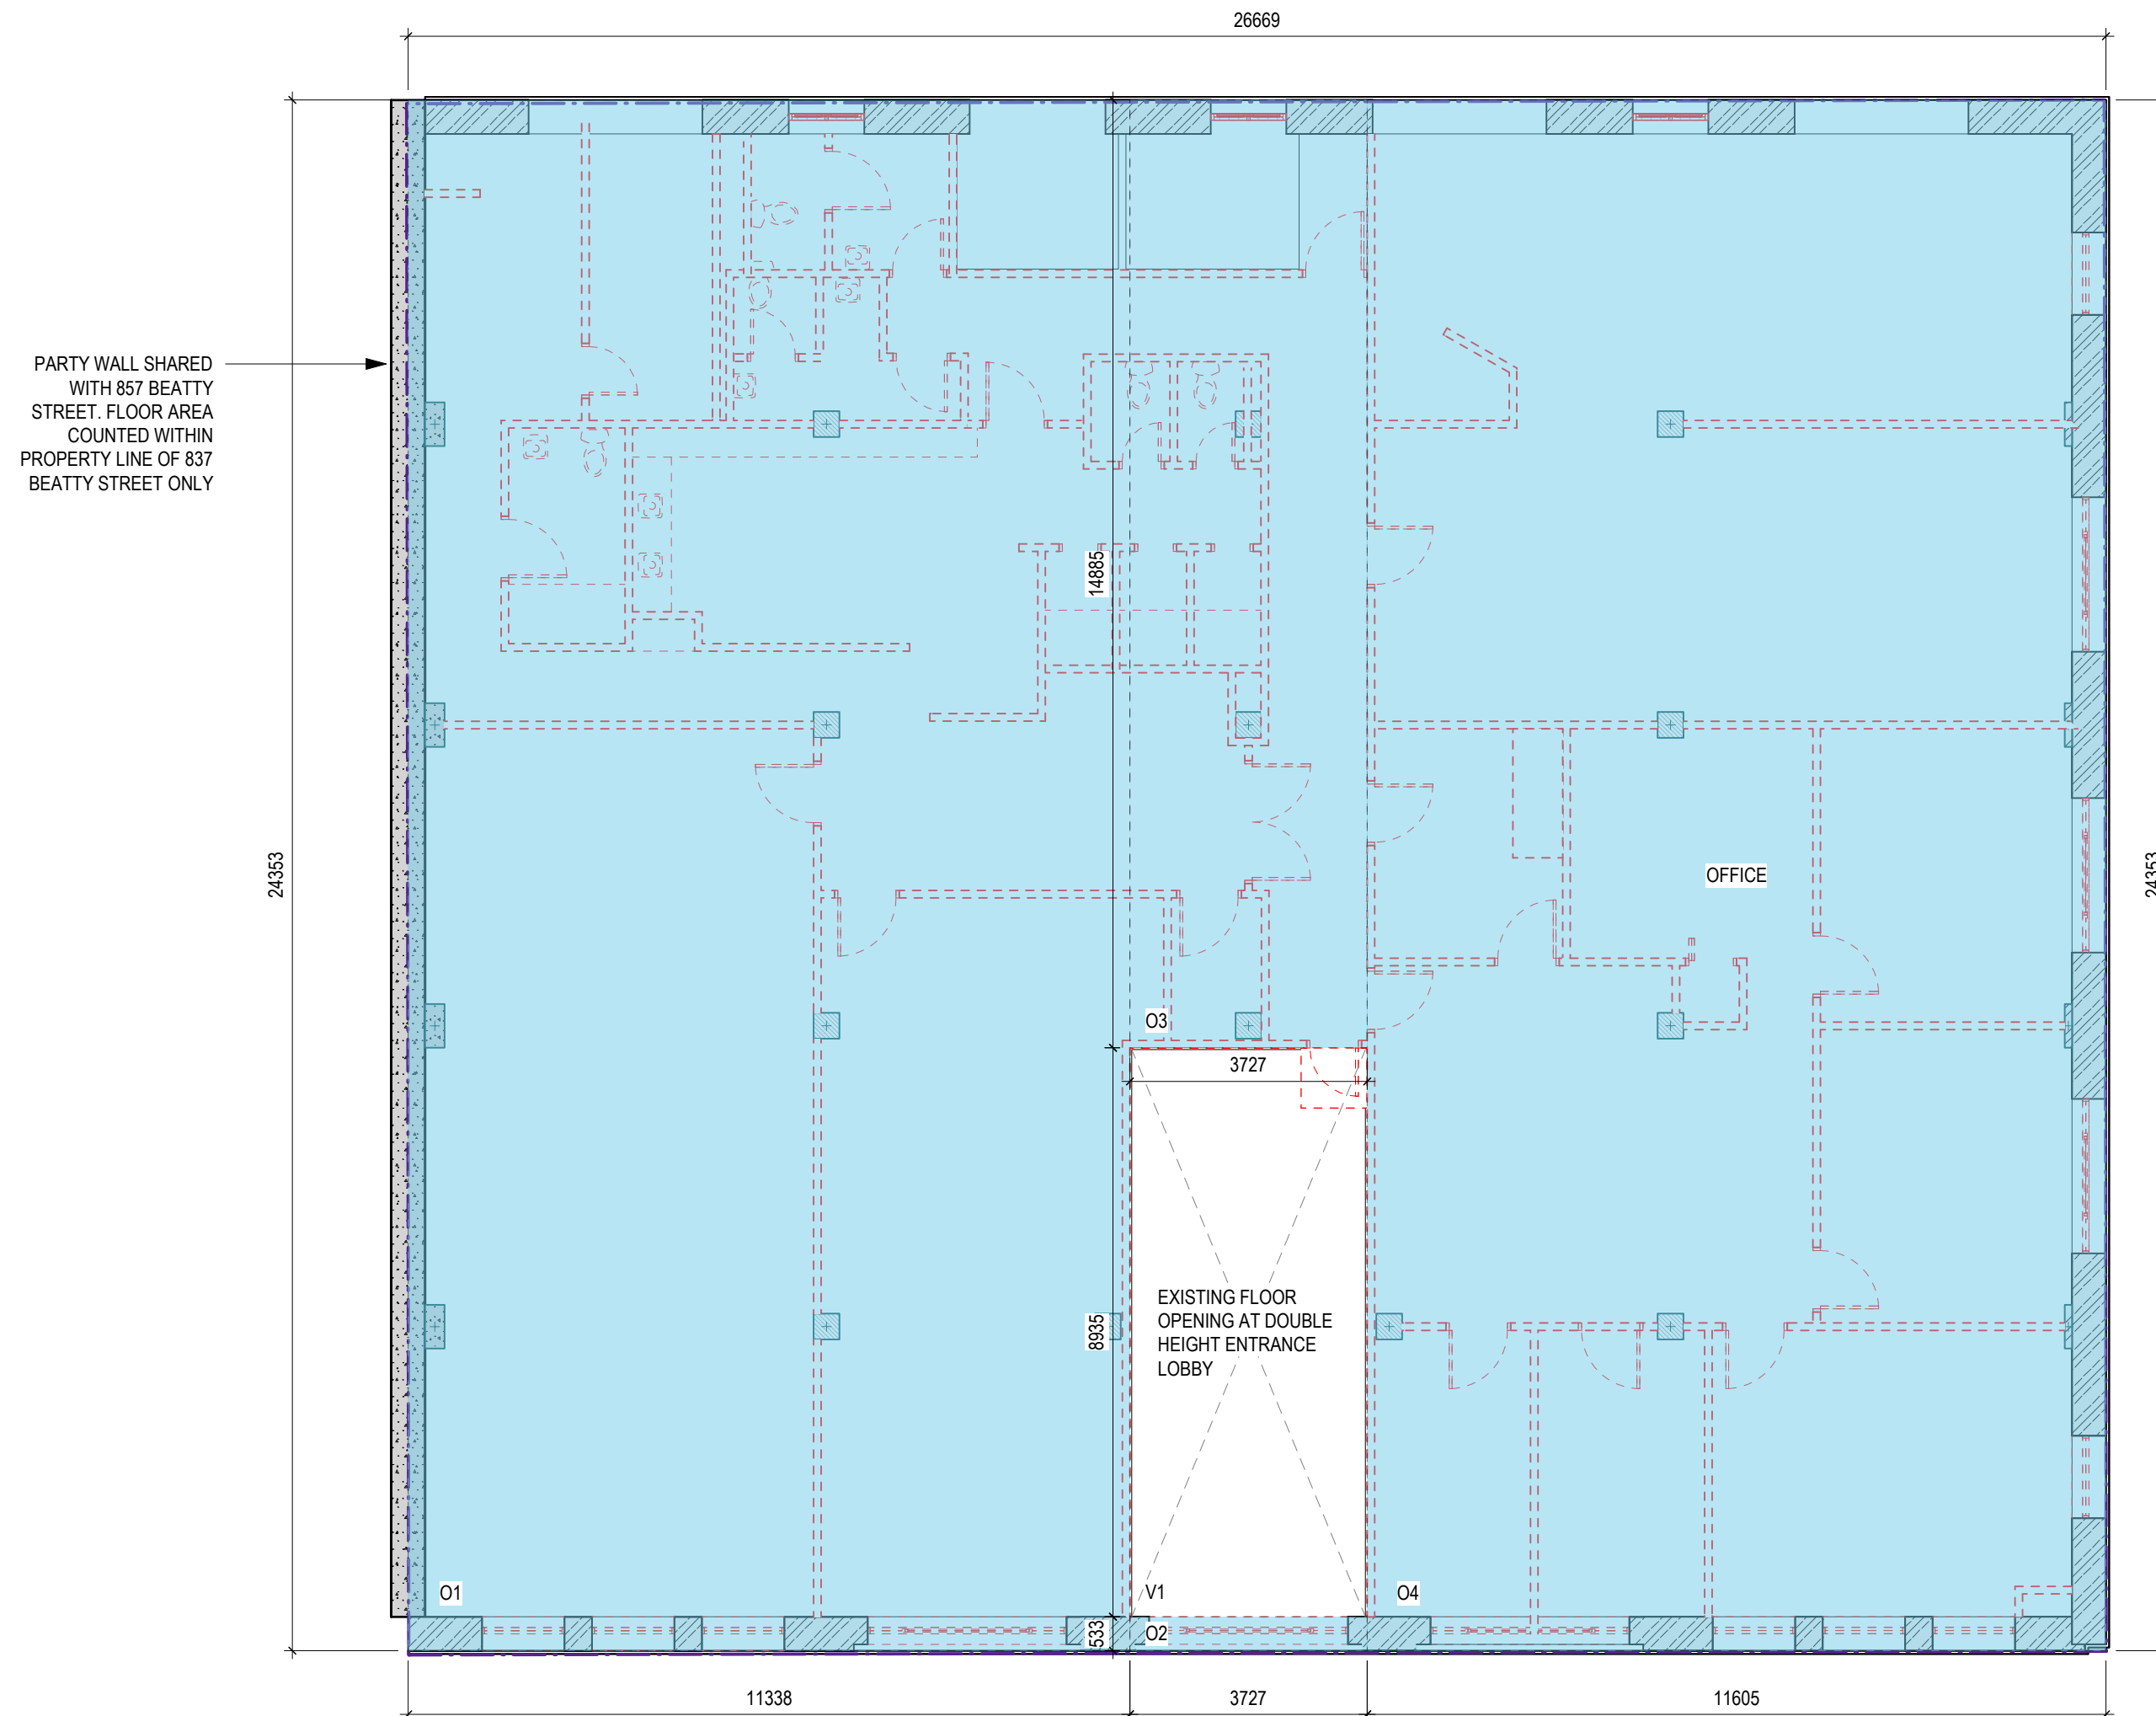 26669
PARTY WALL SHARED
WITH 857 BEATTY
STREET. FLOOR AREA
COUNTED WITHIN
PROPERTY LINE OF 837
BEATTY STREET ONLY
14885
24353
OFFICE
24353
O3
3727
EXISTING FLOOR
OPENING AT DOUBLE
HEIGHT ENTRANCE
LOBBY
8935
O1
V1
O4
533
O2
11338
3727
11605